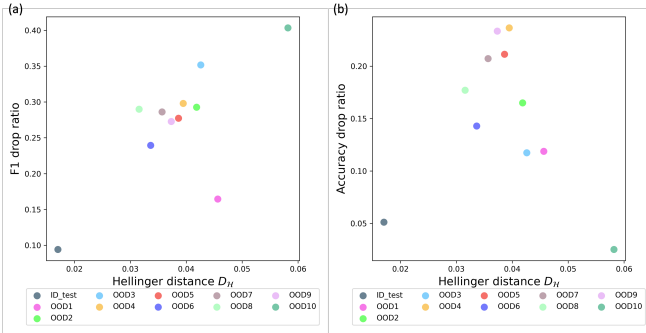 (a)
F1 drop ratio
0.40
0.35
0.30
0.25
0.20
0.15
0.10
0.02 0.03 0.04 0.05 0.06
Hellinger distance D_ℋ
ID_test OOD3 OOD5 OOD7 OOD9
OOD1 OOD4 OOD6 OOD8 OOD10
OOD2
(b)
Accuracy drop ratio
0.20
0.15
0.10
0.05
0.02 0.03 0.04 0.05 0.06
Hellinger distance D_ℋ
ID_test OOD3 OOD5 OOD7 OOD9
OOD1 OOD4 OOD6 OOD8 OOD10
OOD2